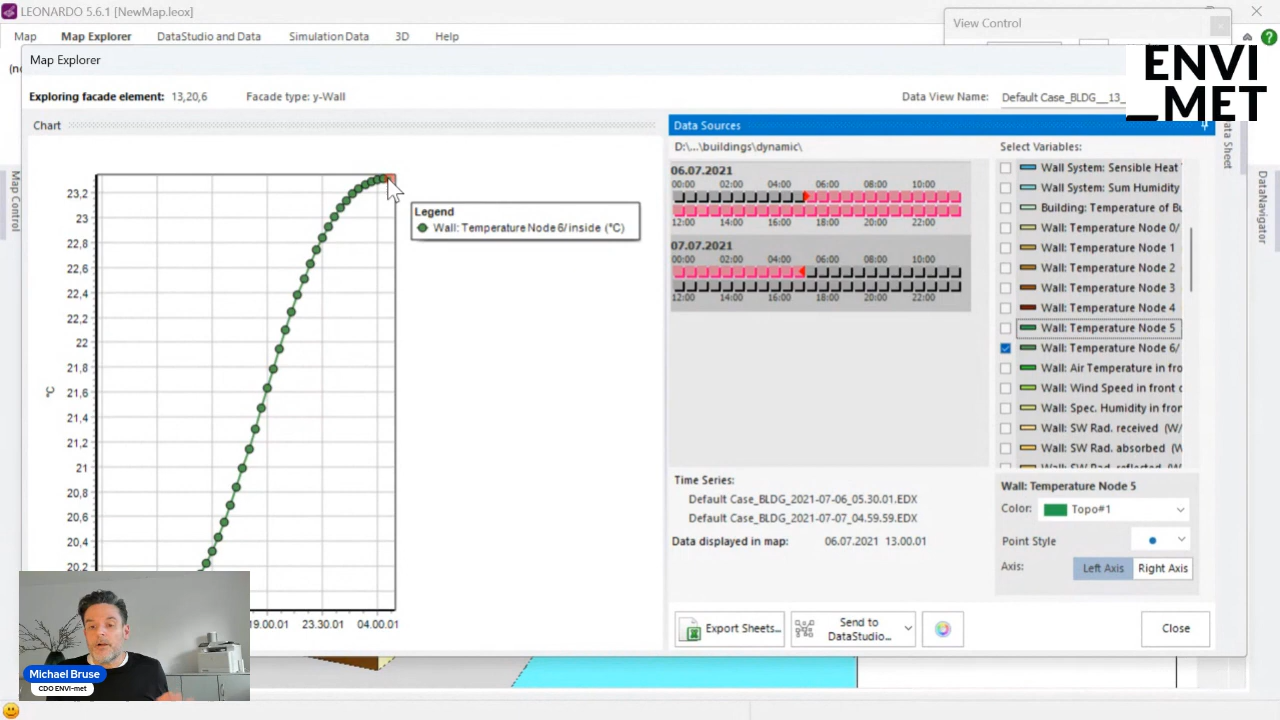 LEONARDO 5.6.1 [NewMap.leox]
View Control
Map Map Explorer DataStudio and Data Simulation Data 3D Help
Map Explorer
ENVI
_MET
Exploring facade element: 13,20,6 Facade type: y-Wall
Data View Name: Default Case_BLDG__13_
Chart
Data Sources
D:\...\buildings\dynamic\
Select Variables:
06.07.2021
00:00 02:00 04:00 06:00 08:00 10:00
12:00 14:00 16:00 18:00 20:00 22:00
07.07.2021
00:00 02:00 04:00 06:00 08:00 10:00
12:00 14:00 16:00 18:00 20:00 22:00
Wall System: Sensible Heat
Wall System: Sum Humidity
Building: Temperature of Bu
Wall: Temperature Node 0/
Wall: Temperature Node 1
Wall: Temperature Node 2
Wall: Temperature Node 3
Wall: Temperature Node 4
Wall: Temperature Node 5
Wall: Temperature Node 6/
Wall: Air Temperature in fro
Wall: Wind Speed in front o
Wall: Spec. Humidity in fron
Wall: SW Rad. received (W/
Wall: SW Rad. absorbed (W
Wall: SW Rad. reflected (W
Map Control
Data Sheet
DataNavigator
Legend
Wall: Temperature Node 6/ inside (°C)
°C
23,2
23
22,8
22,6
22,4
22,2
22
21,8
21,6
21,4
21,2
21
20,8
20,6
20,4
20,2
19.00.01 23.30.01 04.00.01
Time Series:
Default Case_BLDG_2021-07-06_05.30.01.EDX
Default Case_BLDG_2021-07-07_04.59.59.EDX
Data displayed in map: 06.07.2021 13.00.01
Wall: Temperature Node 5
Color: Topo#1
Point Style
Axis: Left Axis Right Axis
Export Sheets...
Send to
DataStudio...
Close
Michael Bruse
CDO ENVI-met